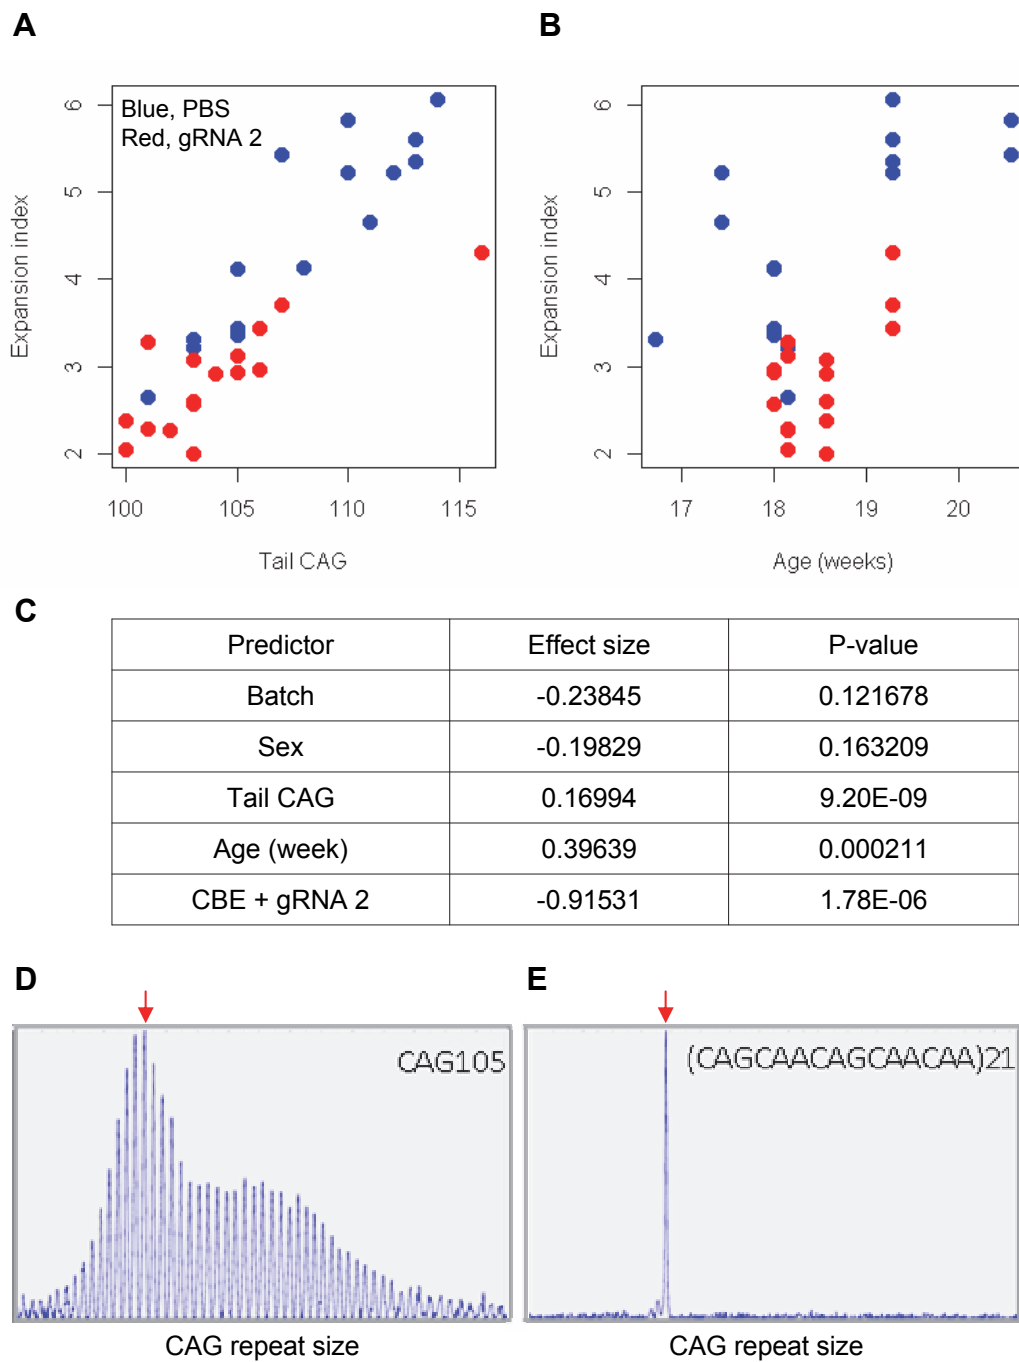 A
B
Blue, PBS
Red, gRNA 2
Expansion index
6
5
4
3
2
100 105 110 115
Tail CAG
Expansion index
6
5
4
3
2
17 18 19 20
Age (weeks)
C
Predictor Effect size P-value
Batch -0.23845 0.121678
Sex -0.19829 0.163209
Tail CAG 0.16994 9.20E-09
Age (week) 0.39639 0.000211
CBE + gRNA 2 -0.91531 1.78E-06
D
CAG105
CAG repeat size
E
(CAGCAACAGCAACAA)21
CAG repeat size